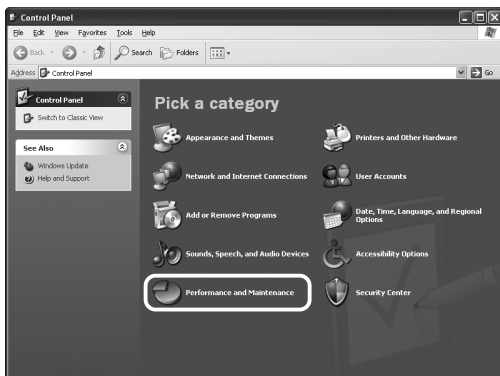 Control Panel
File Edit View Favorites Tools Help
Back Search Folders
Address Control Panel Go
Control Panel
Switch to Classic View
See Also
Windows Update
Help and Support
Pick a category
Appearance and Themes
Printers and Other Hardware
Network and Internet Connections
User Accounts
Add or Remove Programs
Date, Time, Language, and Regional
Options
Sounds, Speech, and Audio Devices
Accessibility Options
Performance and Maintenance
Security Center